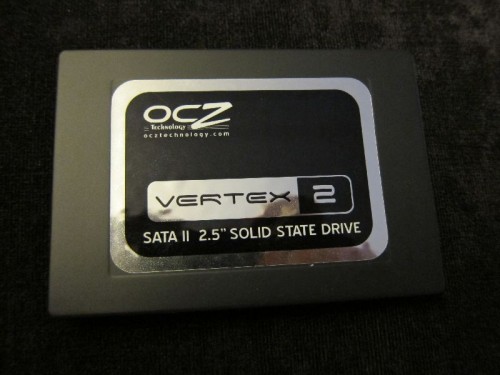 OCZ
Technology
ocztechnology.com
VERTEX 2
SATA II 2.5" SOLID STATE DRIVE